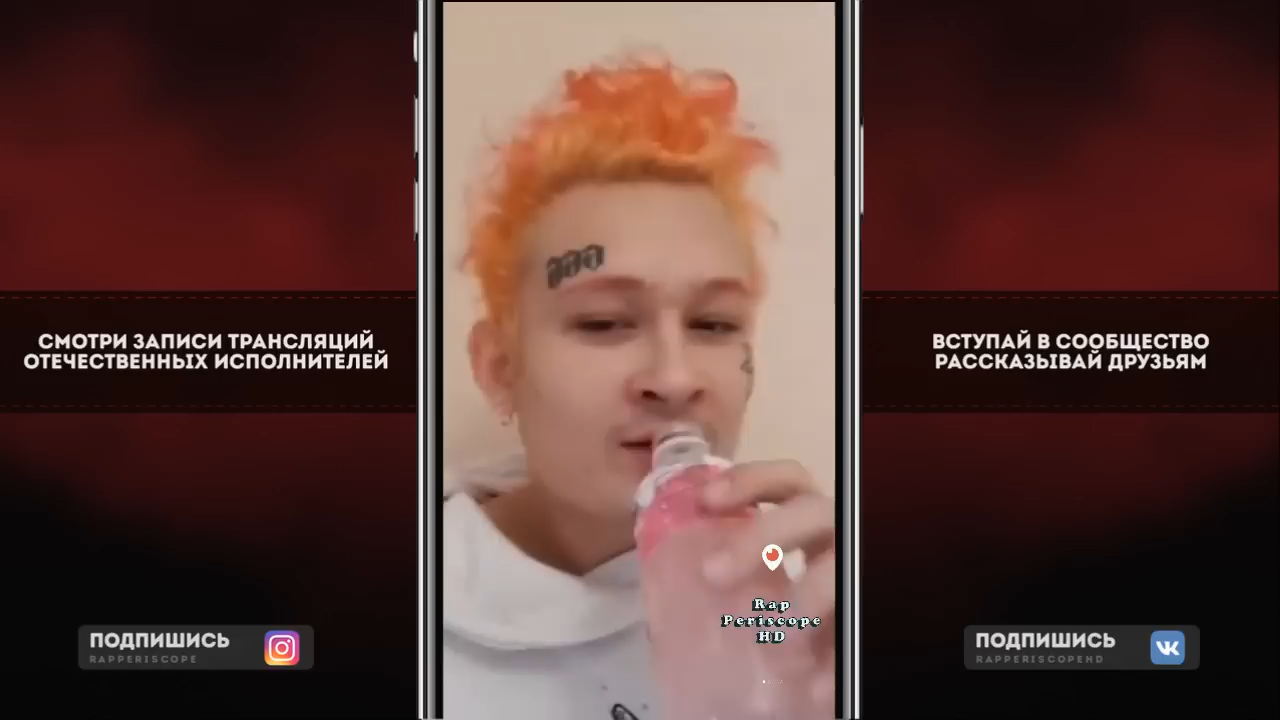 СМОТРИ ЗАПИСИ ТРАНСЛЯЦИЙ
ОТЕЧЕСТВЕННЫХ ИСПОЛНИТЕЛЕЙ
ВСТУПАЙ В СООБЩЕСТВО
РАССКАЗЫВАЙ ДРУЗЬЯМ
Rap
Periscope
HD
ПОДПИШИСЬ
RAPPERISCOPE
ПОДПИШИСЬ
RAPPERISCOPEHD